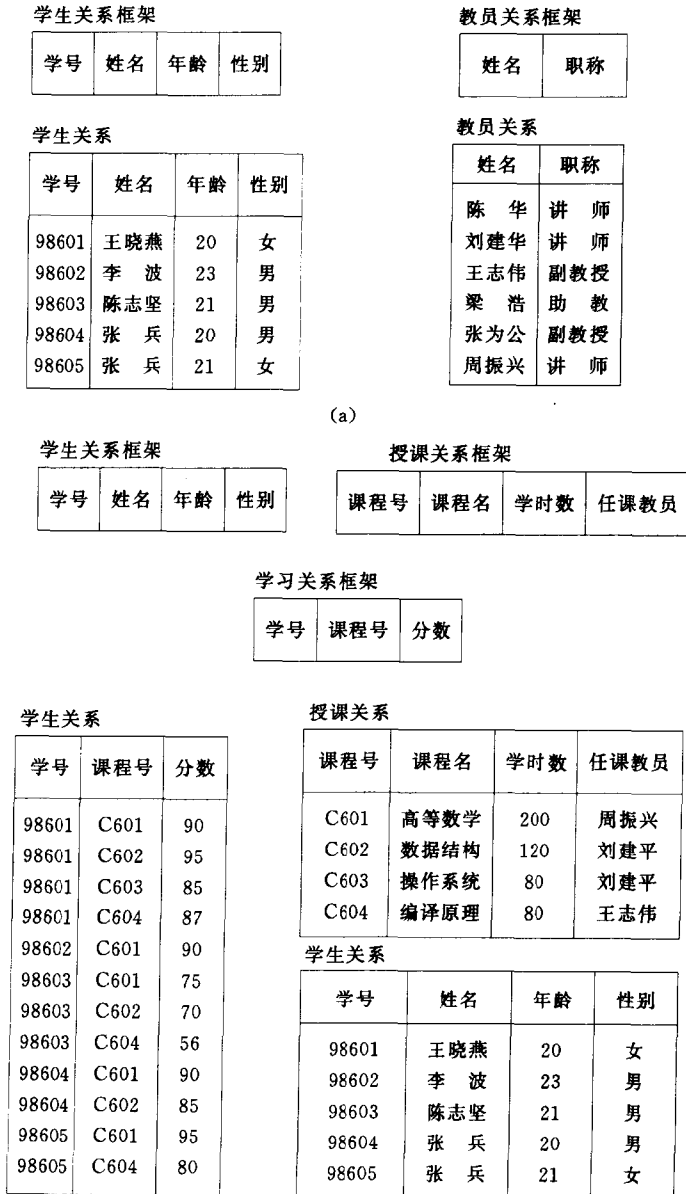 学生关系框架
教员关系框架
学号 姓名 年龄 性别
姓名 职称
学生关系
教员关系
学号 姓名 年龄 性别
98601 王晓燕 20 女
98602 李 波 23 男
98603 陈志坚 21 男
98604 张 兵 20 男
98605 张 兵 21 女
姓名 职称
陈 华 讲 师
刘建华 讲 师
王志伟 副教授
梁 浩 助 教
张为公 副教授
周振兴 讲 师
(a)
学生关系框架
授课关系框架
学号 姓名 年龄 性别
课程号 课程名 学时数 任课教员
学习关系框架
学号 课程号 分数
学生关系
学号 课程号 分数
98601 C601 90
98601 C602 95
98601 C603 85
98601 C604 87
98602 C601 90
98603 C601 75
98603 C602 70
98603 C604 56
98604 C601 90
98604 C602 85
98605 C601 95
98605 C604 80
授课关系
课程号 课程名 学时数 任课教员
C601 高等数学 200 周振兴
C602 数据结构 120 刘建平
C603 操作系统 80 刘建平
C604 编译原理 80 王志伟
学生关系
学号 姓名 年龄 性别
98601 王晓燕 20 女
98602 李 波 23 男
98603 陈志坚 21 男
98604 张 兵 20 男
98605 张 兵 21 女